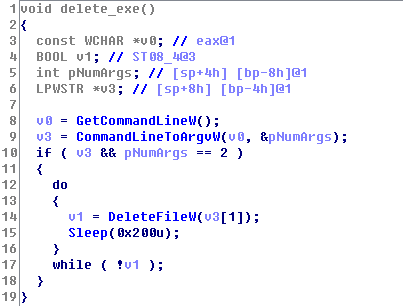 1 void delete_exe()
2 {
3   const WCHAR *v0; // eax@1
4   BOOL v1; // ST08_4@3
5   int pNumArgs; // [sp+4h] [bp-8h]@1
6   LPWSTR *v3; // [sp+8h] [bp-4h]@1
7
8   v0 = GetCommandLineW();
9   v3 = CommandLineToArgvW(v0, &pNumArgs);
10   if ( v3 && pNumArgs == 2 )
11   {
12     do
13     {
14       v1 = DeleteFileW(v3[1]);
15       Sleep(0x200u);
16     }
17     while ( !v1 );
18   }
19 }